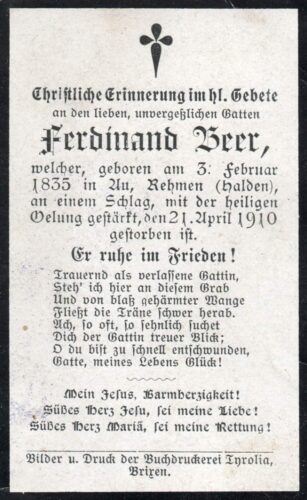 Christliche Erinnerung im hl. Gebete
an den lieben, unvergeßlichen Gatten
Ferdinand Beer,
welcher, geboren am 3. Februar
1835 in Au, Rehmen (Halden),
an einem Schlag, mit der heiligen
Oelung gestärkt, den 21. April 1910
gestorben ist.
Er ruhe im Frieden!
Trauernd als verlassene Gattin,
Steh' ich hier an diesem Grab
Und von blaß gehärmter Wange
Fließt die Träne schwer herab.
Ach, so oft, so sehnlich suchet
Dich der Gattin treuer Blick;
O du bist zu schnell entschwunden,
Gatte, meines Lebens Glück!
Mein Jesus, Barmherzigkeit!
Süßes Herz Jesu, sei meine Liebe!
Süßes Herz Mariä, sei meine Rettung!
Bilder u. Druck der Buchdruckerei Tyrolia,
Brixen.